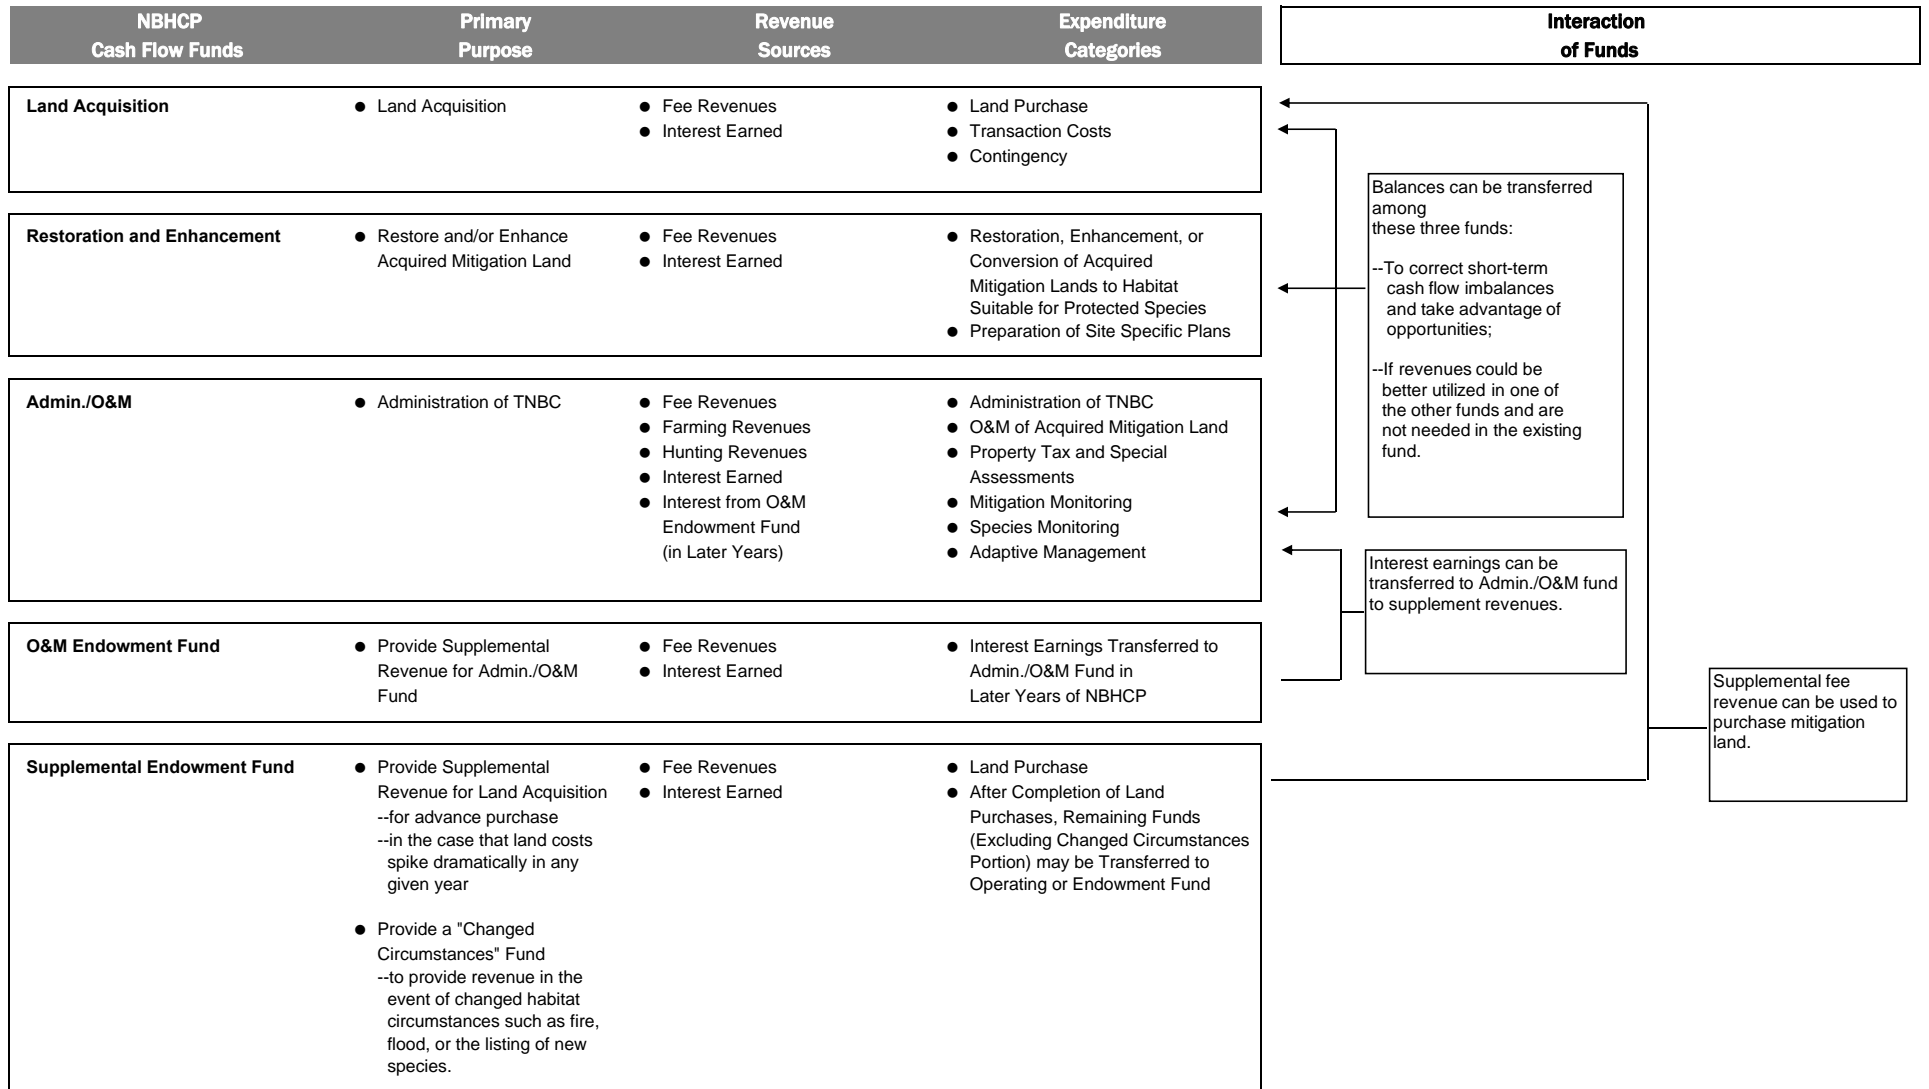 NBHCP
Cash Flow Funds
Primary
Purpose
Revenue
Sources
Expenditure
Categories
Interaction
of Funds
Land Acquisition
● Land Acquisition
● Fee Revenues
● Interest Earned
● Land Purchase
● Transaction Costs
● Contingency
Restoration and Enhancement
● Restore and/or Enhance
Acquired Mitigation Land
● Fee Revenues
● Interest Earned
● Restoration, Enhancement, or
Conversion of Acquired
Mitigation Lands to Habitat
Suitable for Protected Species
● Preparation of Site Specific Plans
Admin./O&M
● Administration of TNBC
● Fee Revenues
● Farming Revenues
● Hunting Revenues
● Interest Earned
● Interest from O&M
Endowment Fund
(in Later Years)
● Administration of TNBC
● O&M of Acquired Mitigation Land
● Property Tax and Special
Assessments
● Mitigation Monitoring
● Species Monitoring
● Adaptive Management
O&M Endowment Fund
● Provide Supplemental
Revenue for Admin./O&M
Fund
● Fee Revenues
● Interest Earned
● Interest Earnings Transferred to
Admin./O&M Fund in
Later Years of NBHCP
Supplemental Endowment Fund
● Provide Supplemental
Revenue for Land Acquisition
--for advance purchase
--in the case that land costs
spike dramatically in any
given year
● Provide a "Changed
Circumstances" Fund
--to provide revenue in the
event of changed habitat
circumstances such as fire,
flood, or the listing of new
species.
● Fee Revenues
● Interest Earned
● Land Purchase
● After Completion of Land
Purchases, Remaining Funds
(Excluding Changed Circumstances
Portion) may be Transferred to
Operating or Endowment Fund
Balances can be transferred
among
these three funds:
--To correct short-term
cash flow imbalances
and take advantage of
opportunities;
--If revenues could be
better utilized in one of
the other funds and are
not needed in the existing
fund.
Interest earnings can be
transferred to Admin./O&M fund
to supplement revenues.
Supplemental fee
revenue can be used to
purchase mitigation
land.